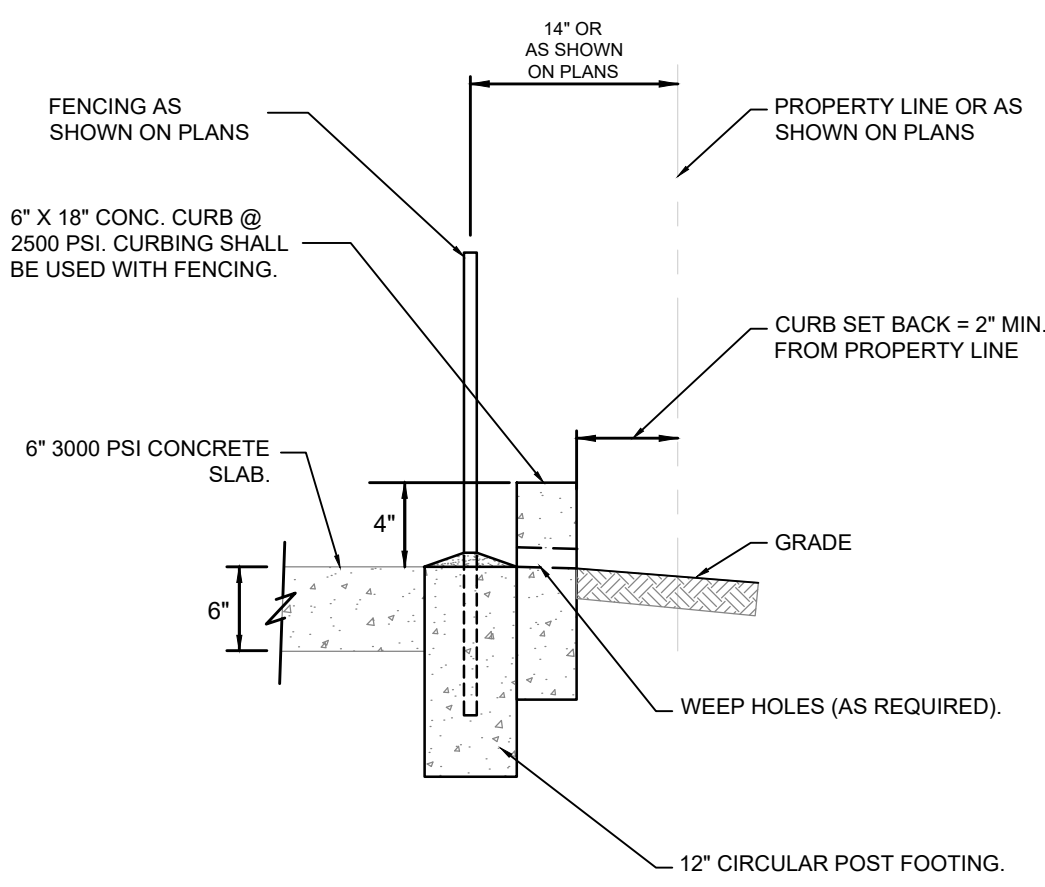 14" OR
AS SHOWN
ON PLANS
FENCING AS
SHOWN ON PLANS
PROPERTY LINE OR AS
SHOWN ON PLANS
6" X 18" CONC. CURB @
2500 PSI. CURBING SHALL
BE USED WITH FENCING.
CURB SET BACK = 2" MIN.
FROM PROPERTY LINE
6" 3000 PSI CONCRETE
SLAB.
4"
GRADE
6"
WEEP HOLES (AS REQUIRED).
12" CIRCULAR POST FOOTING.